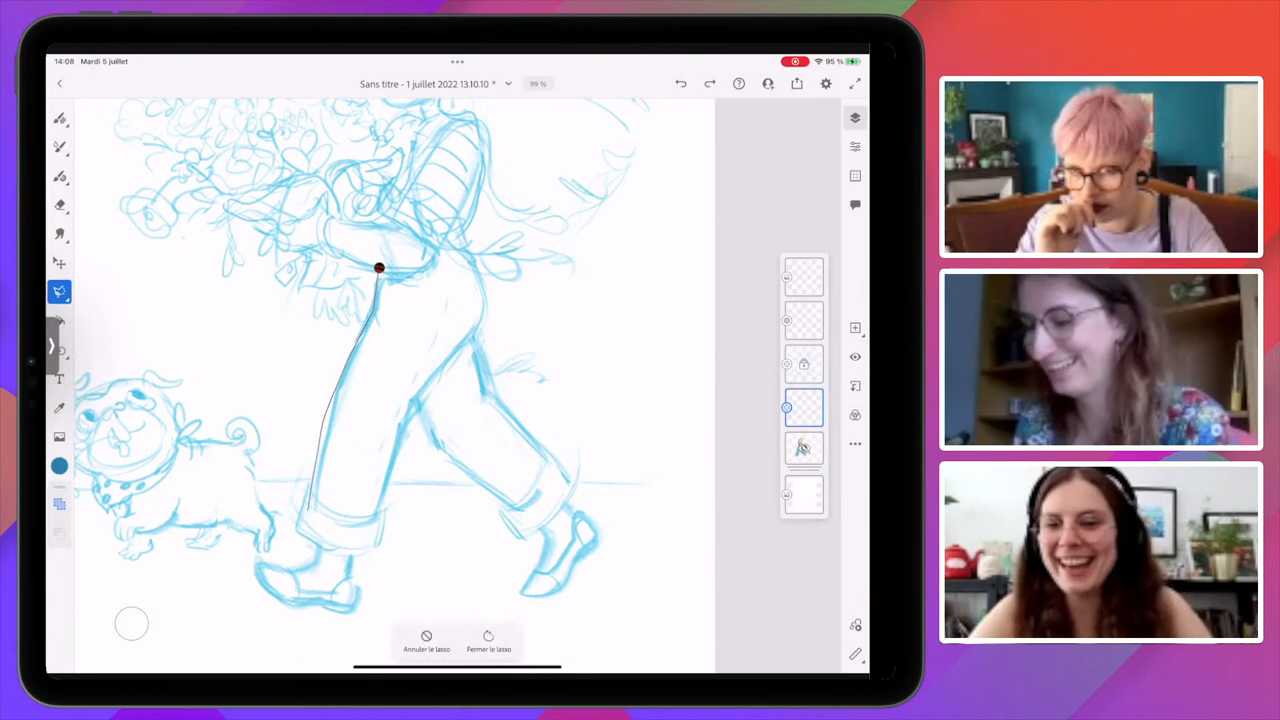 14:08 Mardi 5 juillet
95 %
Sans titre - 1 juillet 2022 13.10.10 *
99 %
T
Annuler le lasso
Fermer le lasso